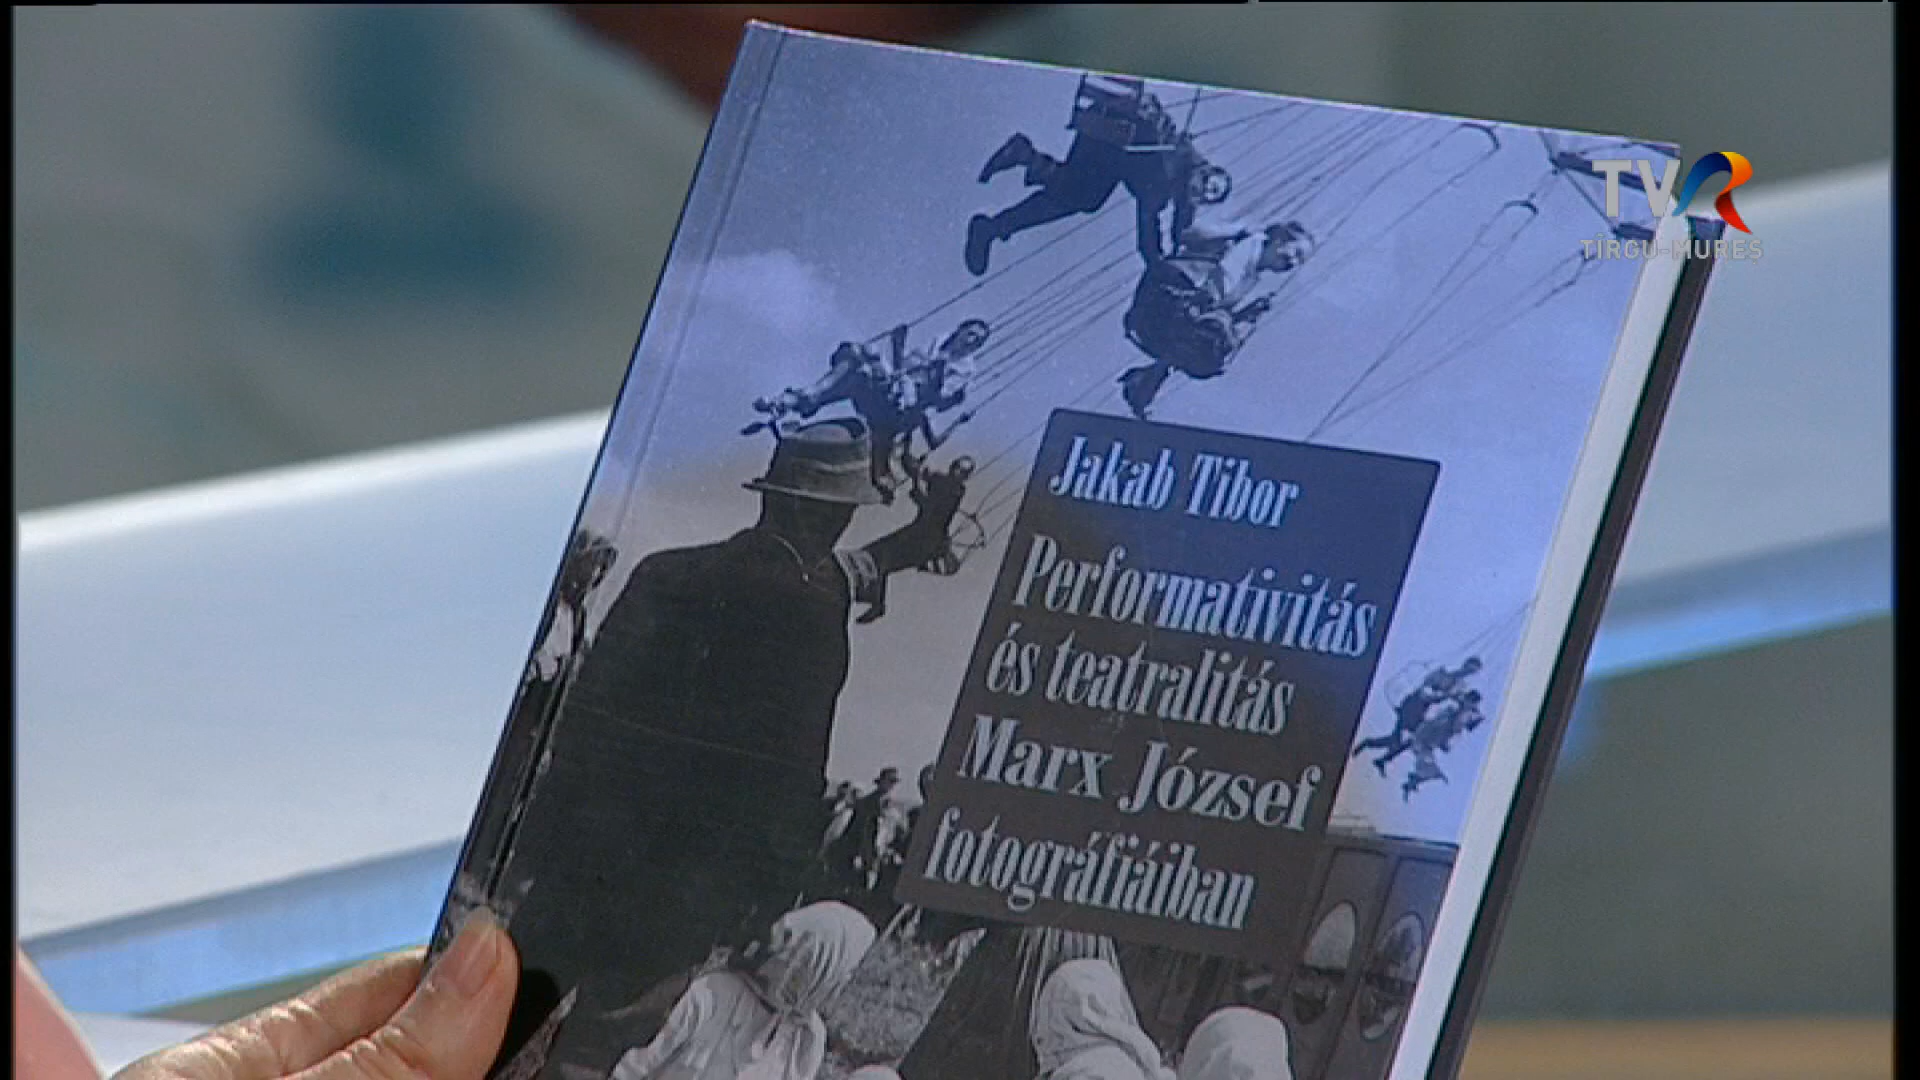 TVR
TÎRGU-MUREȘ
Jakab Tibor
Performativitás
és teatralitás
Marx József
fotográfiáiban